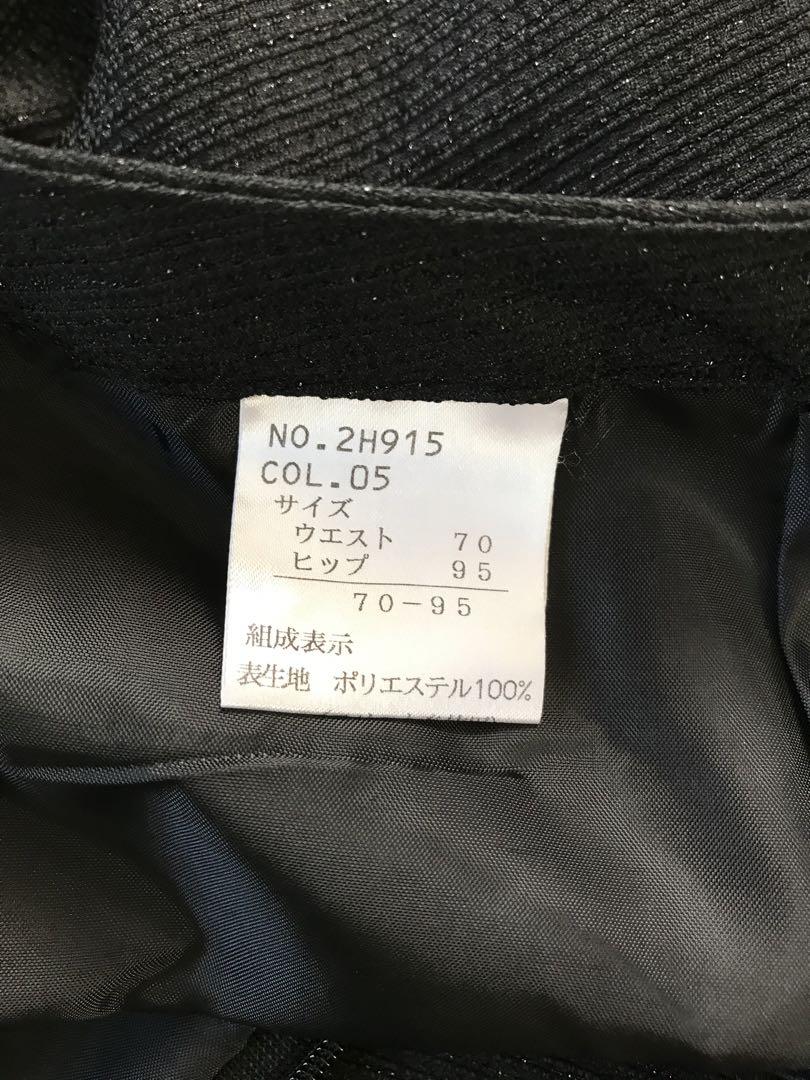 NO.2H915
COL.05
サイズ
ウエスト 70
ヒップ 95
70-95
組成表示
表生地 ポリエステル100%